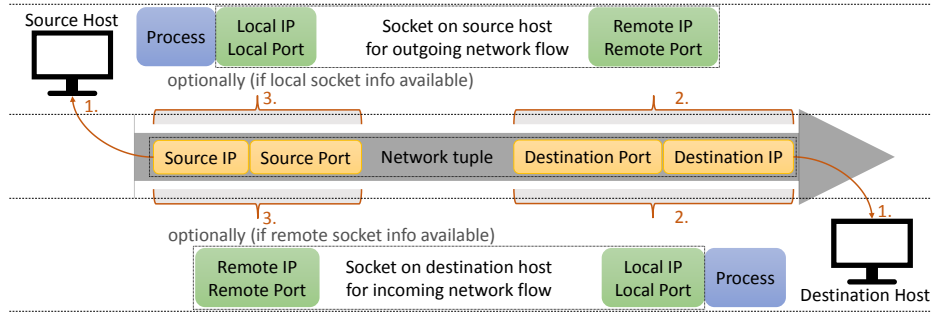 Source Host
Process
Local IP
Local Port
Socket on source host
for outgoing network flow
Remote IP
Remote Port
optionally (if local socket info available)
1.
3.
2.
Source IP
Source Port
Network tuple
Destination Port
Destination IP
3.
2.
1.
optionally (if remote socket info available)
Remote IP
Remote Port
Socket on destination host
for incoming network flow
Local IP
Local Port
Process
Destination Host